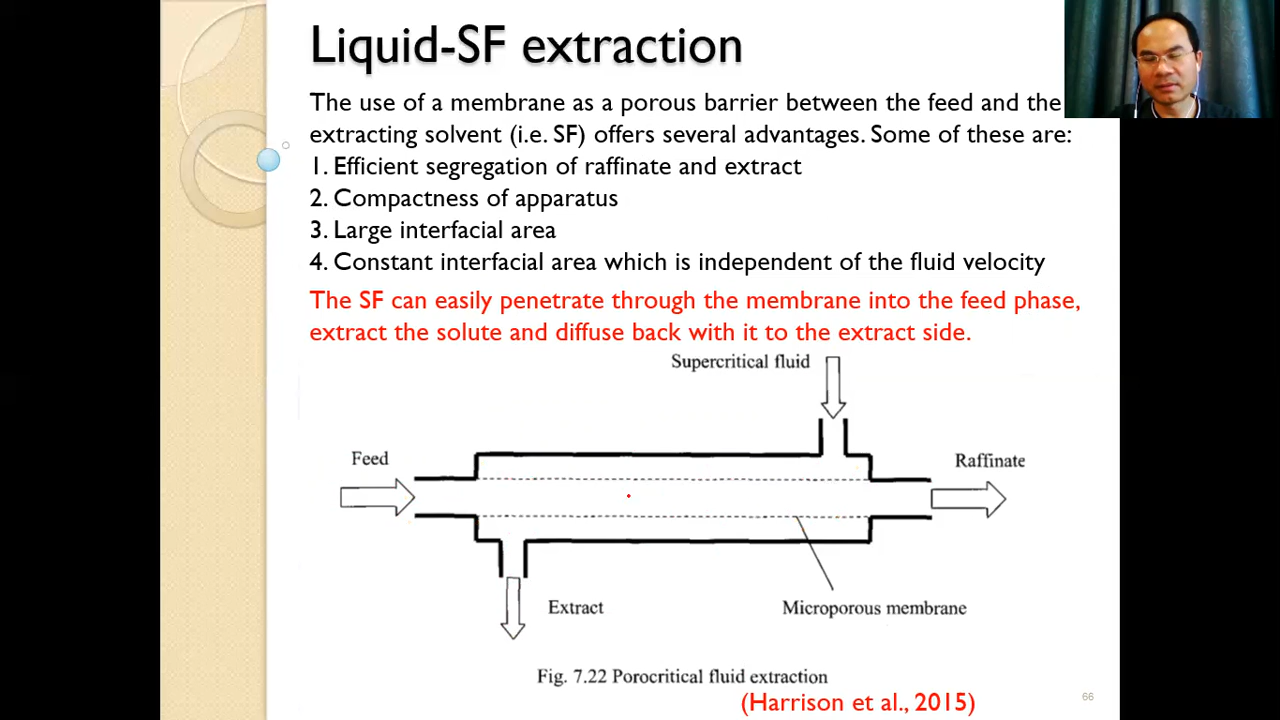 Liquid-SF extraction
The use of a membrane as a porous barrier between the feed and the
extracting solvent (i.e. SF) offers several advantages. Some of these are:
1. Efficient segregation of raffinate and extract
2. Compactness of apparatus
3. Large interfacial area
4. Constant interfacial area which is independent of the fluid velocity
The SF can easily penetrate through the membrane into the feed phase,
extract the solute and diffuse back with it to the extract side.
Supercritical fluid
Feed
Raffinate
Extract
Microporous membrane
Fig. 7.22 Porocritical fluid extraction
(Harrison et al., 2015)
66